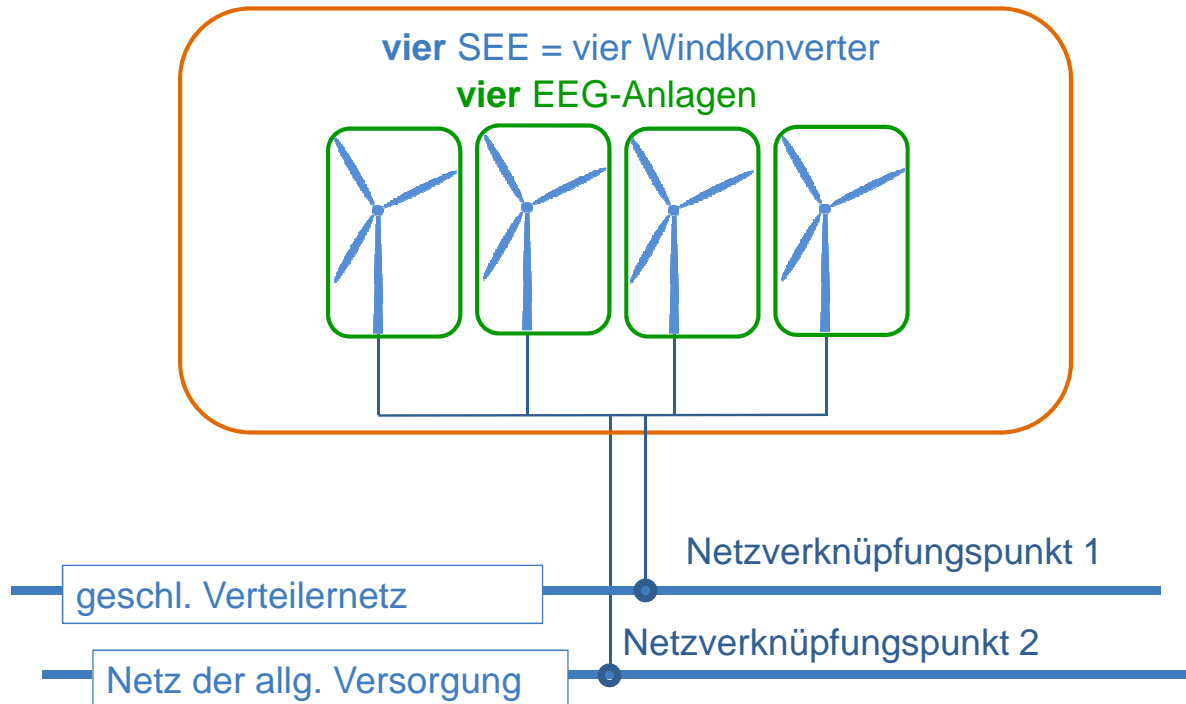 vier SEE = vier Windkonverter
vier EEG-Anlagen
Netzverknüpfungspunkt 1
geschl. Verteilernetz
Netzverknüpfungspunkt 2
Netz der allg. Versorgung